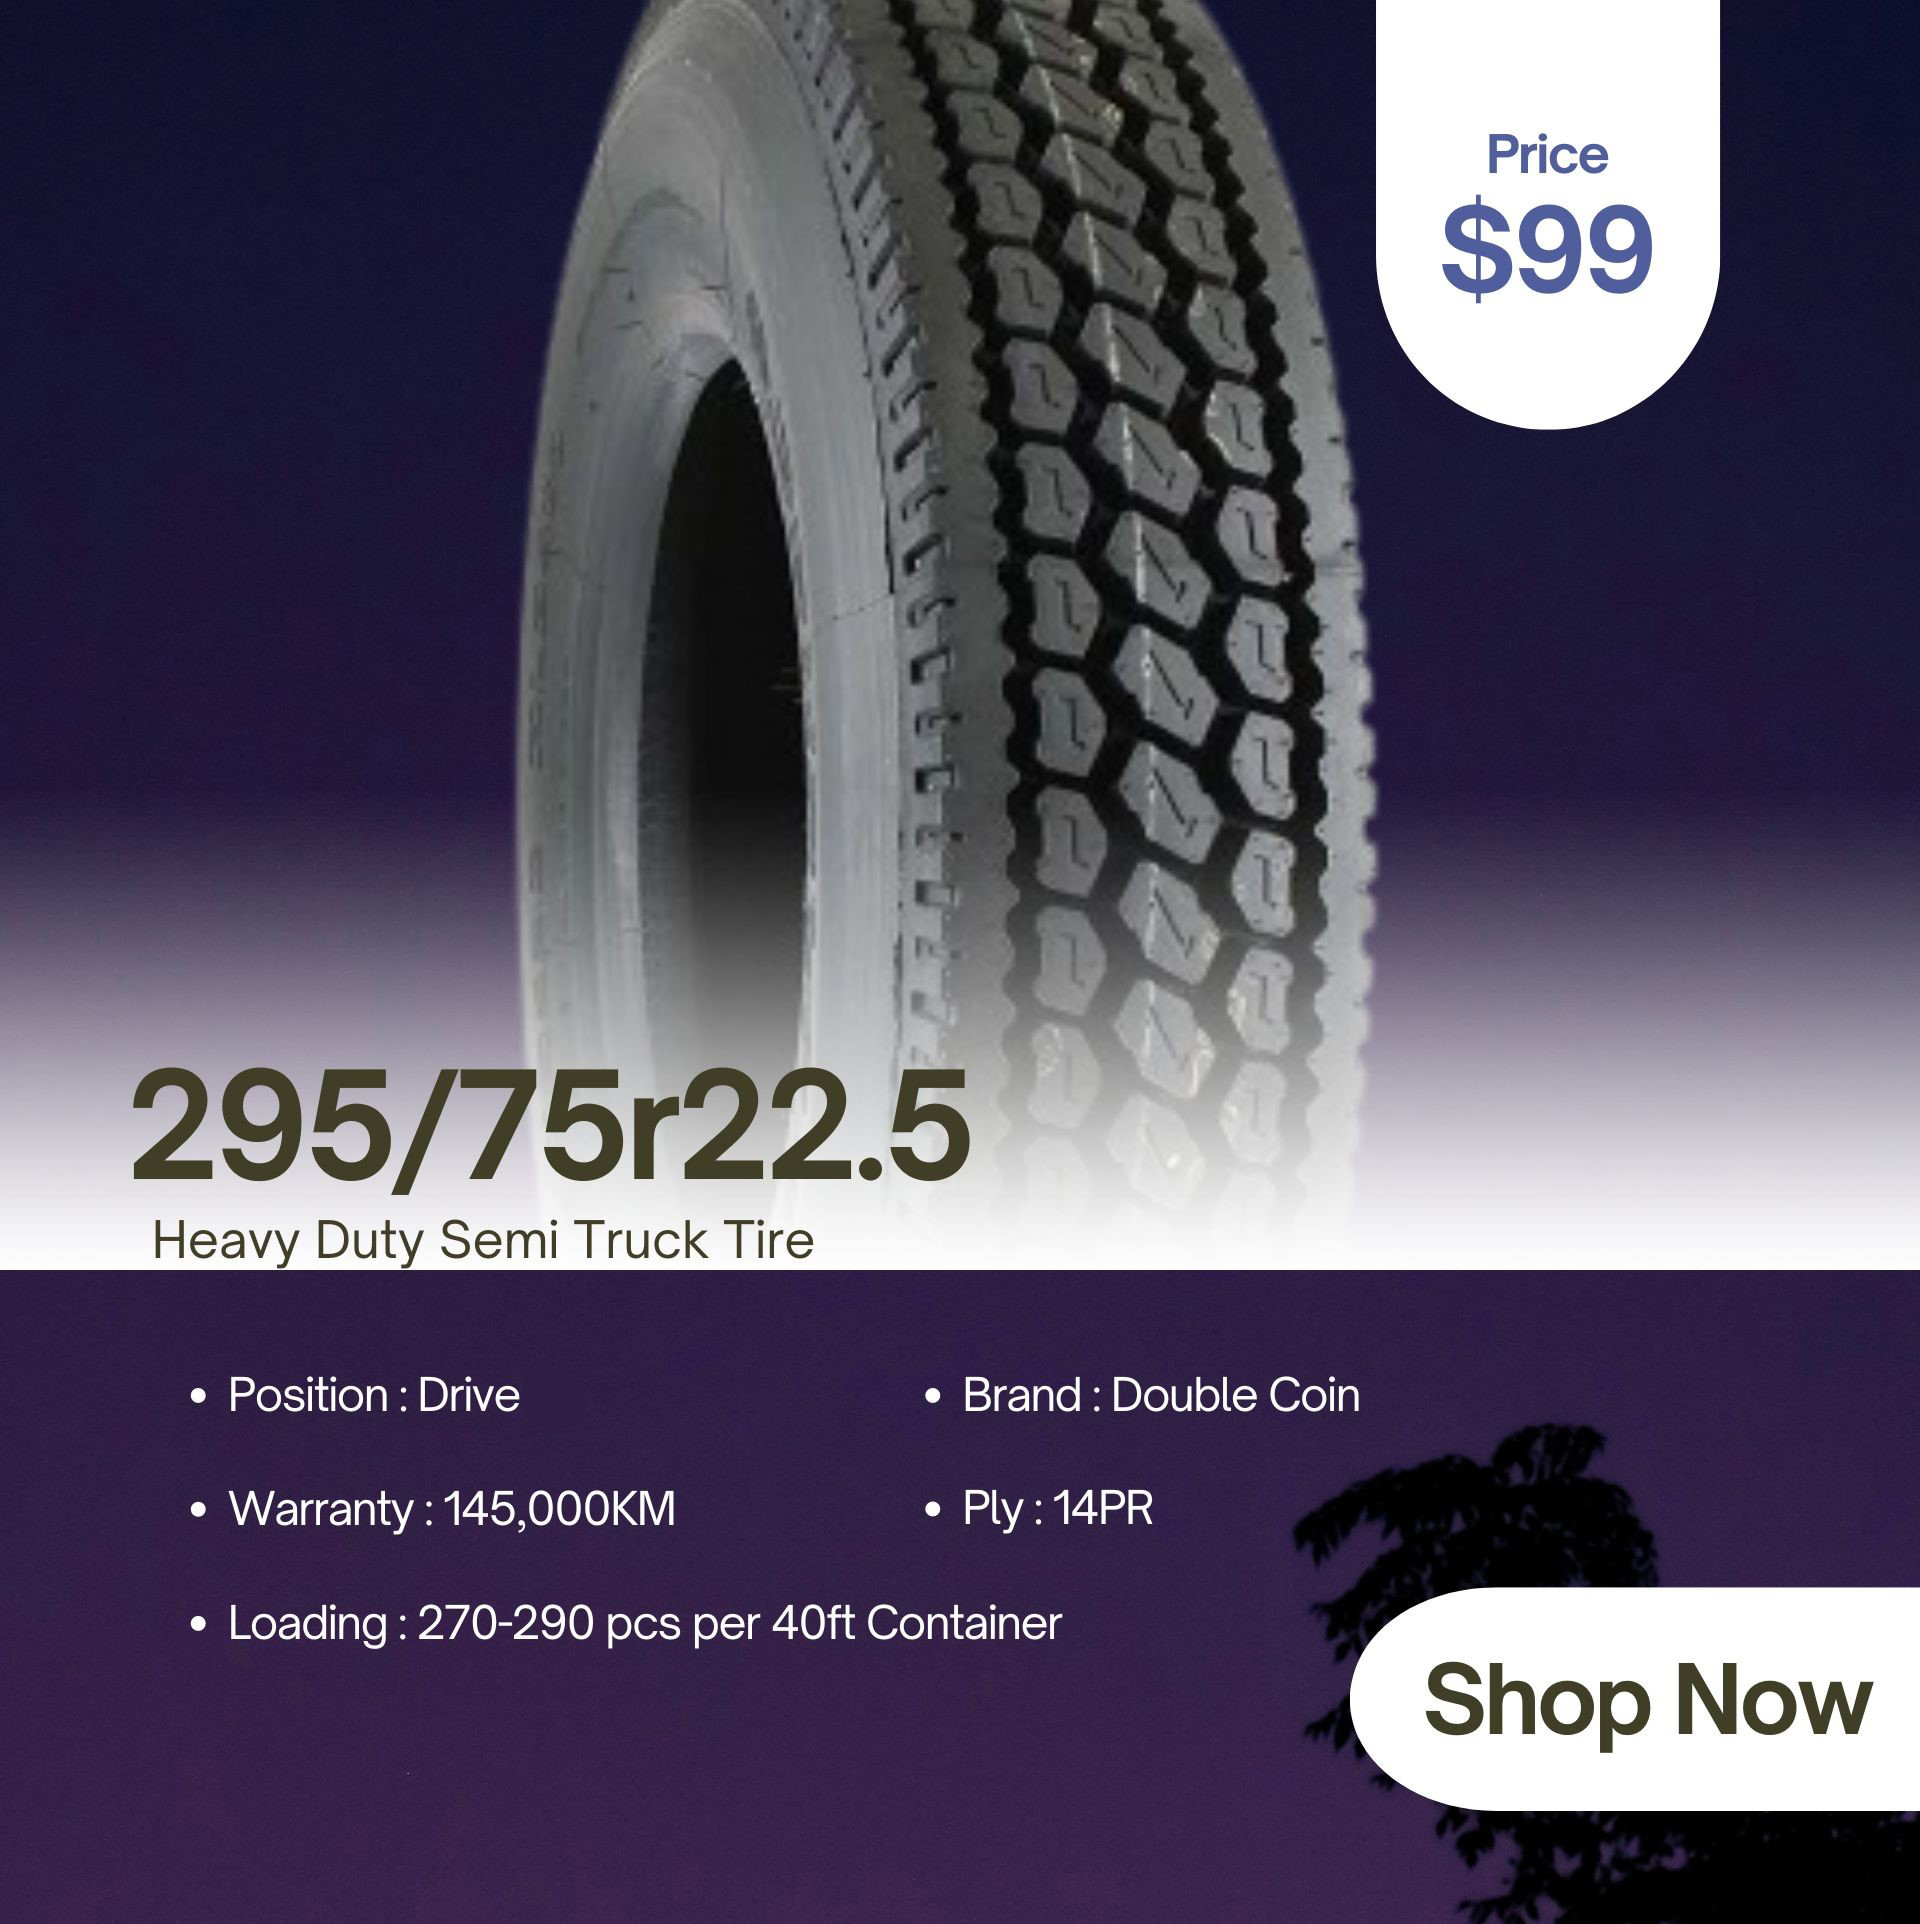 Price
$99
295/75r22.5
Heavy Duty Semi Truck Tire
• Position : Drive
• Brand : Double Coin
• Warranty : 145,000KM
• Ply : 14PR
• Loading : 270-290 pcs per 40ft Container
Shop Now